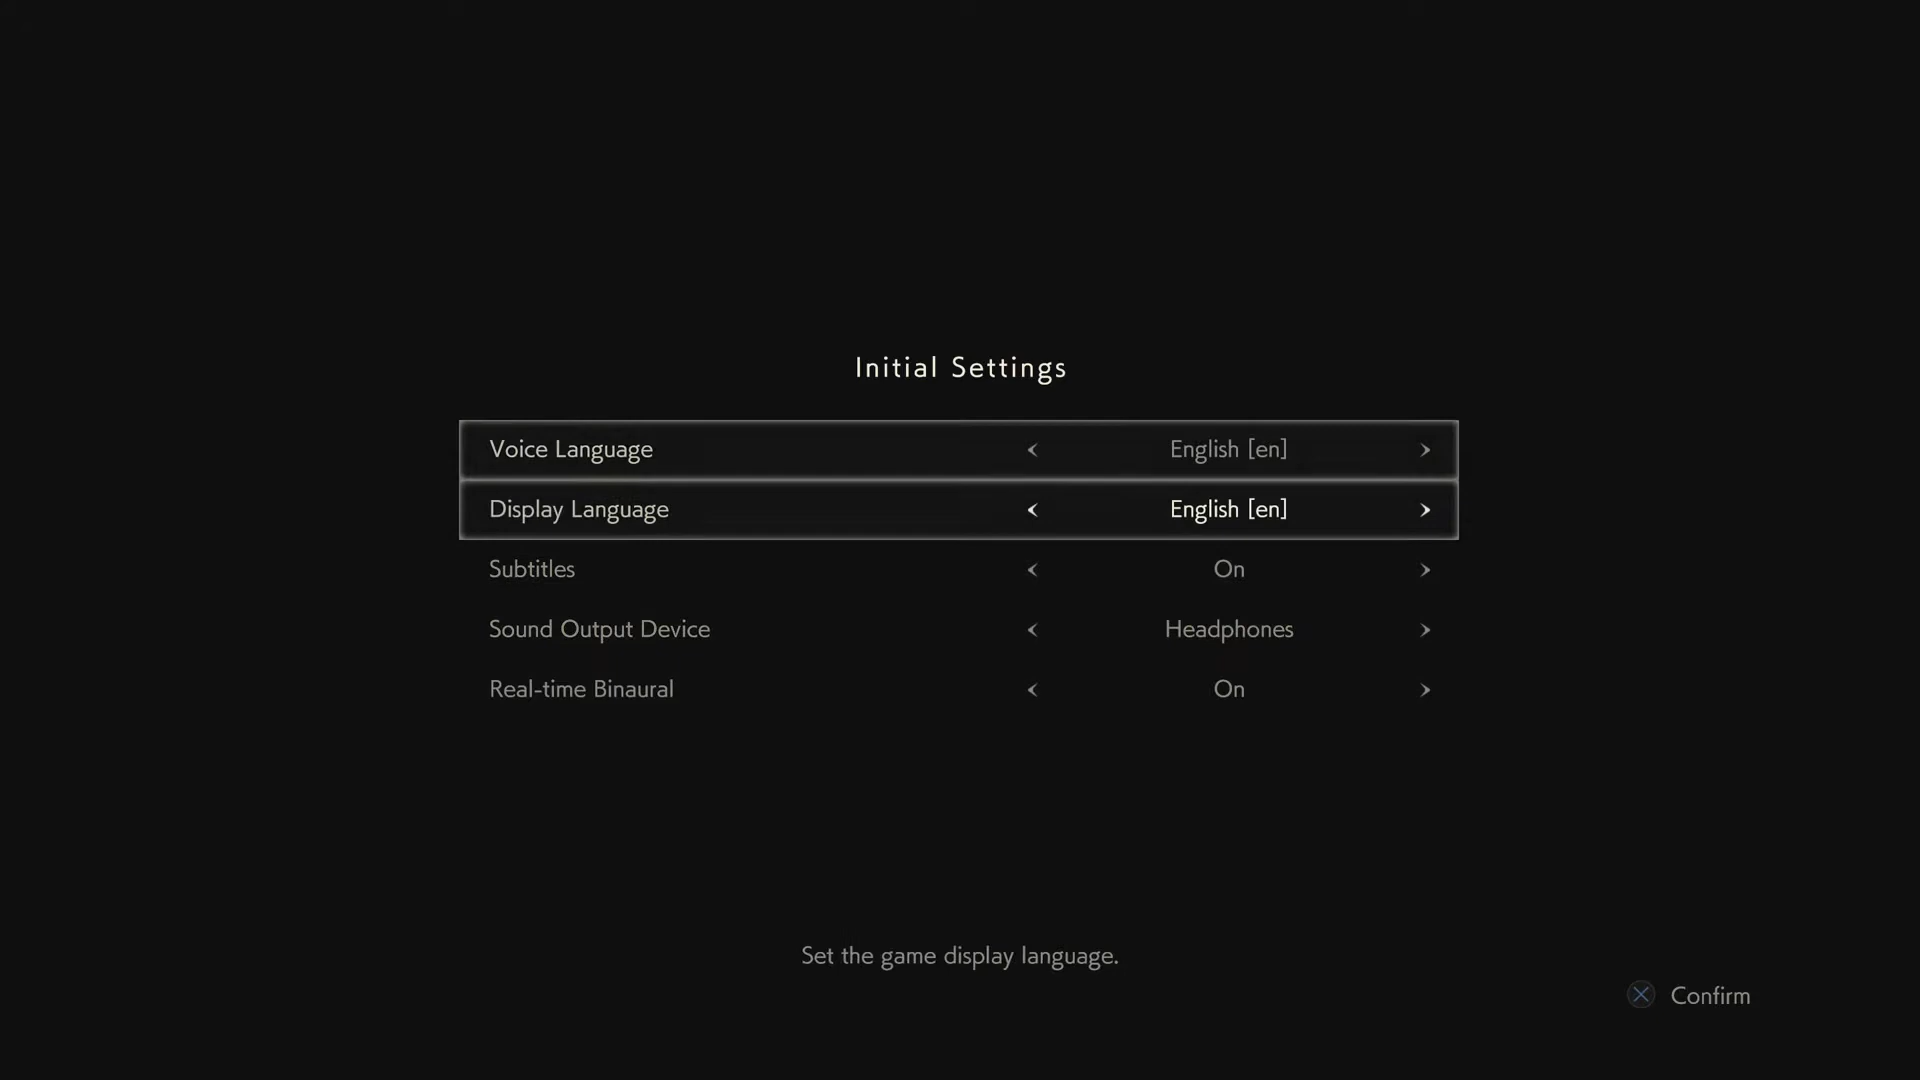 Initial Settings
Voice Language English [en]
Display Language English [en]
Subtitles On
Sound Output Device Headphones
Real-time Binaural On
Set the game display language.
Confirm